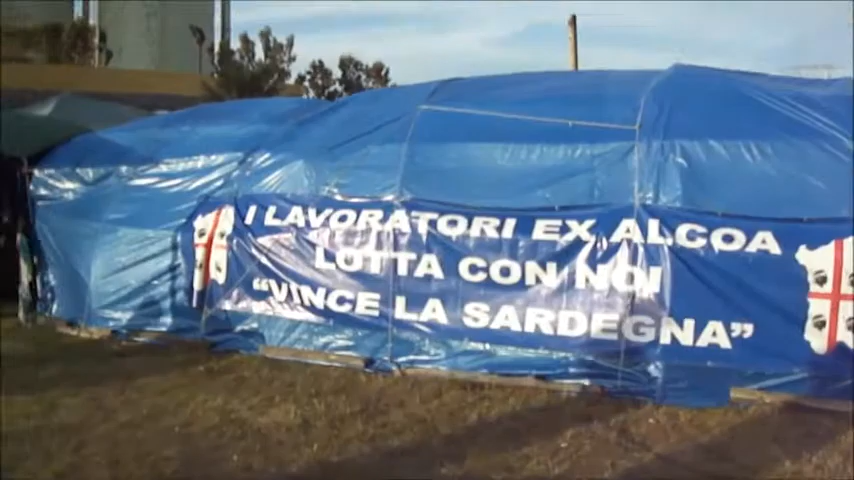 I LAVORATORI EX ALCOA
LOTTA CON NOI
“VINCE LA SARDEGNA”